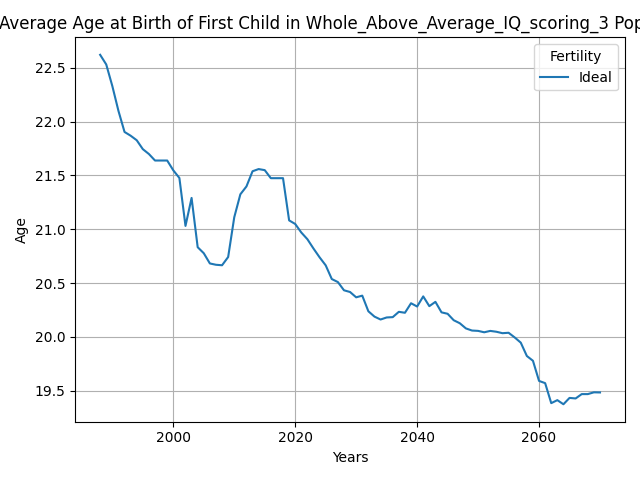 Average Age at Birth of First Child in Whole_Above_Average_IQ_scoring_3 Pop
Fertility
Ideal
22.5
22.0
21.5
21.0
20.5
20.0
19.5
Age
2000 2020 2040 2060
Years